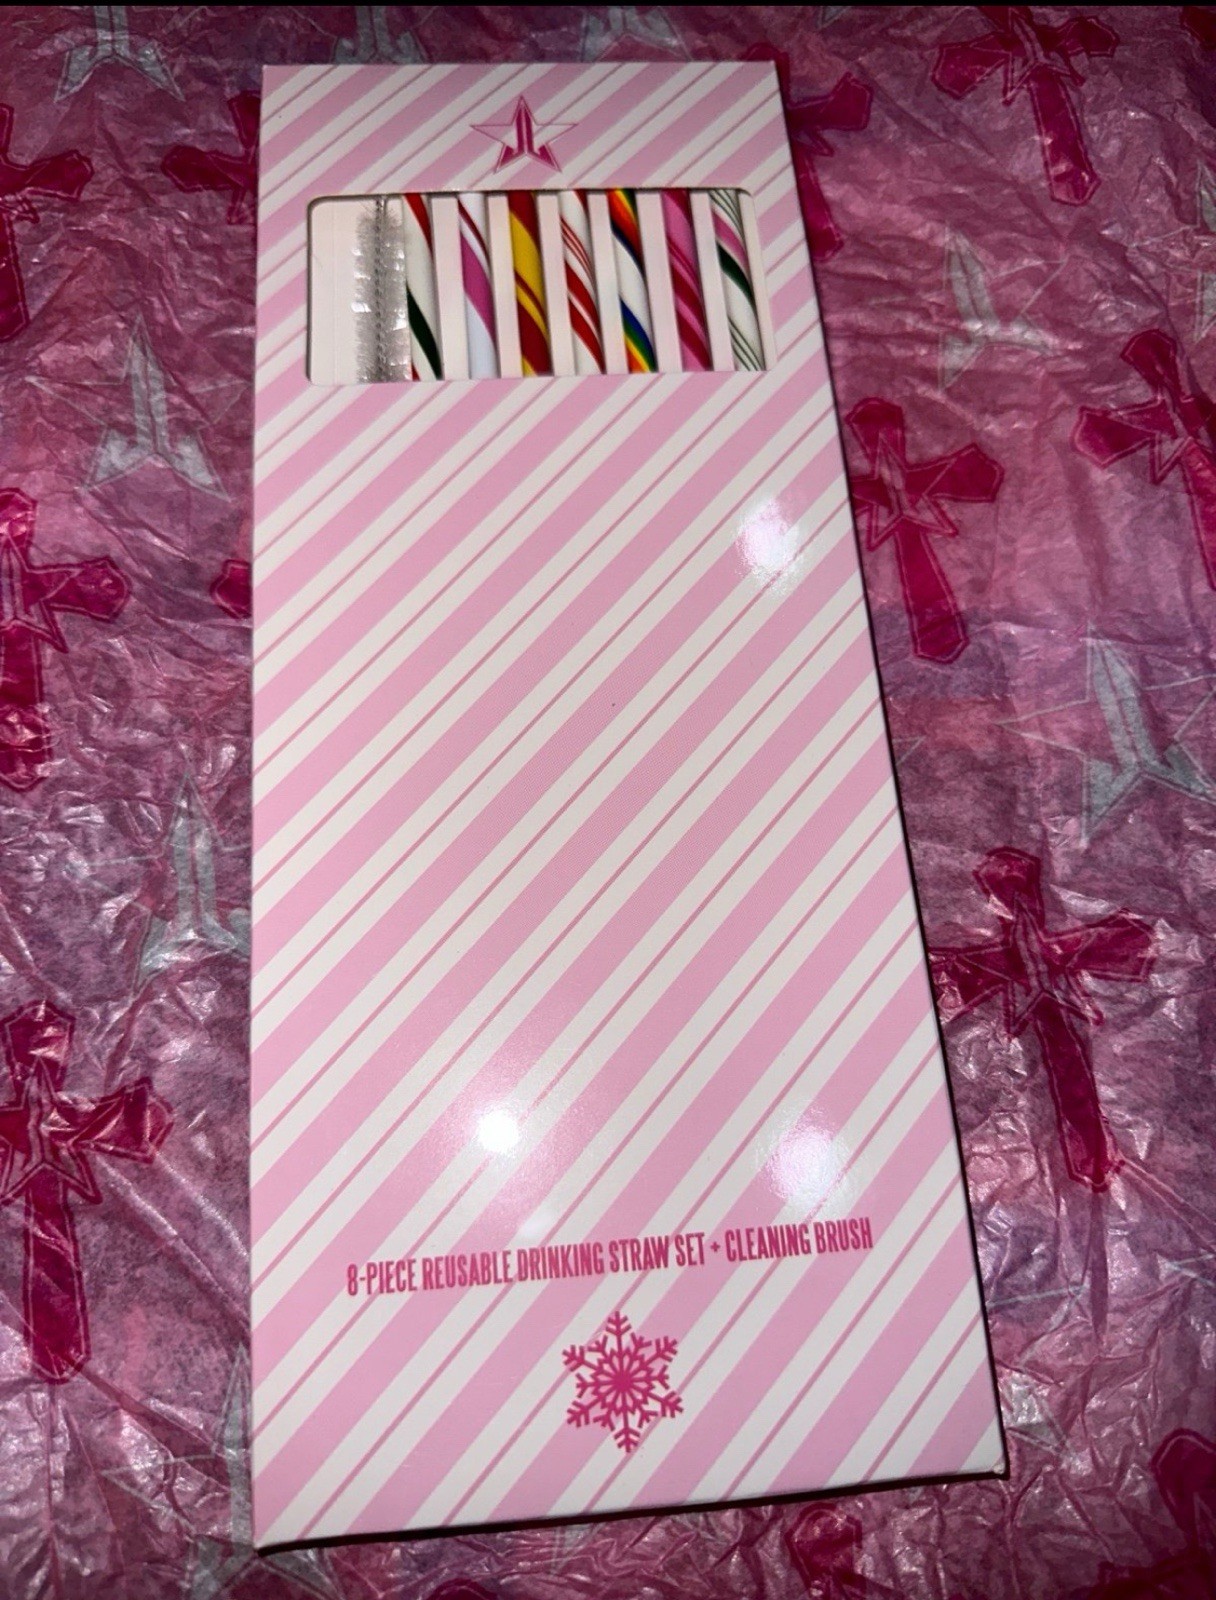 8-PIECE REUSABLE DRINKING STRAW SET + CLEANING BRUSH